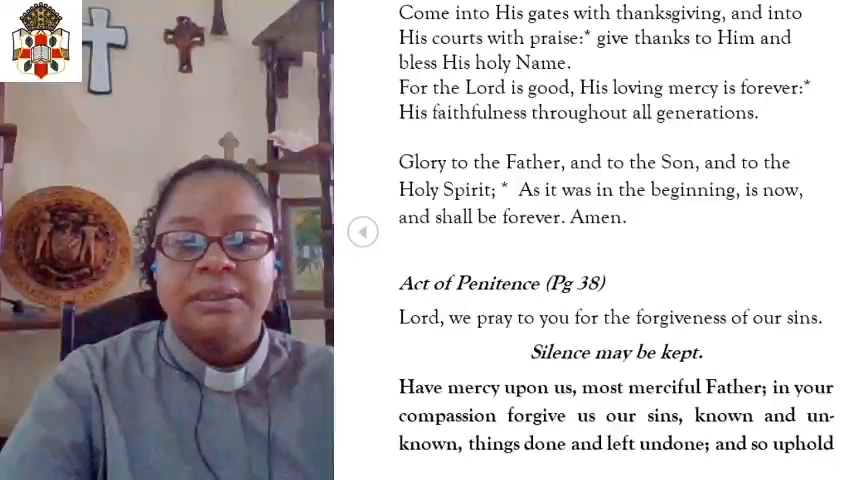 Come into His gates with thanksgiving, and into
His courts with praise:* give thanks to Him and
bless His holy Name.
For the Lord is good, His loving mercy is forever:*
His faithfulness throughout all generations.
Glory to the Father, and to the Son, and to the
Holy Spirit; * As it was in the beginning, is now,
and shall be forever. Amen.
Act of Penitence (Pg 38)
Lord, we pray to you for the forgiveness of our sins.
Silence may be kept.
Have mercy upon us, most merciful Father; in your
compassion forgive us our sins, known and un-
known, things done and left undone; and so uphold